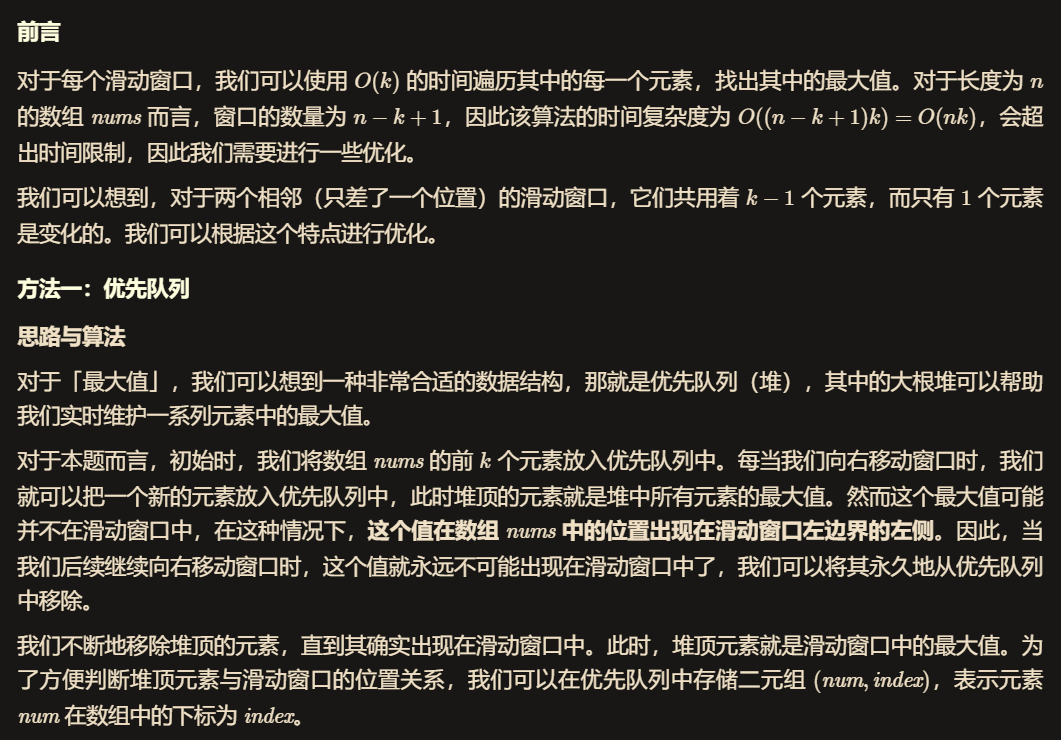 前言
对于每个滑动窗口，我们可以使用 O(k) 的时间遍历其中的每一个元素，找出其中的最大值。对于长度为 n
的数组 nums 而言，窗口的数量为 n − k + 1，因此该算法的时间复杂度为 O((n − k + 1)k) = O(nk)，会超
出时间限制，因此我们需要进行一些优化。
我们可以想到，对于两个相邻（只差了一个位置）的滑动窗口，它们共用着 k − 1 个元素，而只有 1 个元素
是变化的。我们可以根据这个特点进行优化。
方法一：优先队列
思路与算法
对于「最大值」，我们可以想到一种非常合适的数据结构，那就是优先队列（堆），其中的大根堆可以帮助
我们实时维护一系列元素中的最大值。
对于本题而言，初始时，我们将数组 nums 的前 k 个元素放入优先队列中。每当我们向右移动窗口时，我们
就可以把一个新的元素放入优先队列中，此时堆顶的元素就是堆中所有元素的最大值。然而这个最大值可能
并不在滑动窗口中，在这种情况下，这个值在数组 nums 中的位置出现在滑动窗口左边界的左侧。因此，当
我们后续继续向右移动窗口时，这个值就永远不可能出现在滑动窗口中了，我们可以将其永久地从优先队列
中移除。
我们不断地移除堆顶的元素，直到其确实出现在滑动窗口中。此时，堆顶元素就是滑动窗口中的最大值。为
了方便判断堆顶元素与滑动窗口的位置关系，我们可以在优先队列中存储二元组 (num, index)，表示元素
num 在数组中的下标为 index。